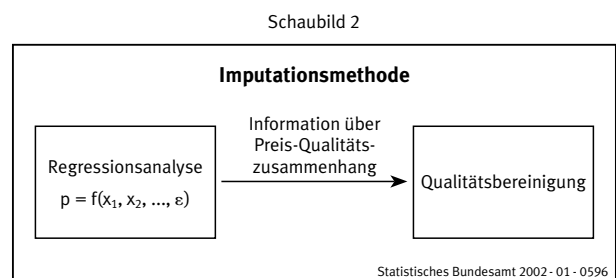 Schaubild 2
Imputationsmethode
Regressionsanalyse
p = f(x₁, x₂, ..., ε)
Information über
Preis-Qualitäts-
zusammenhang
Qualitätsbereinigung
Statistisches Bundesamt 2002 - 01 - 0596